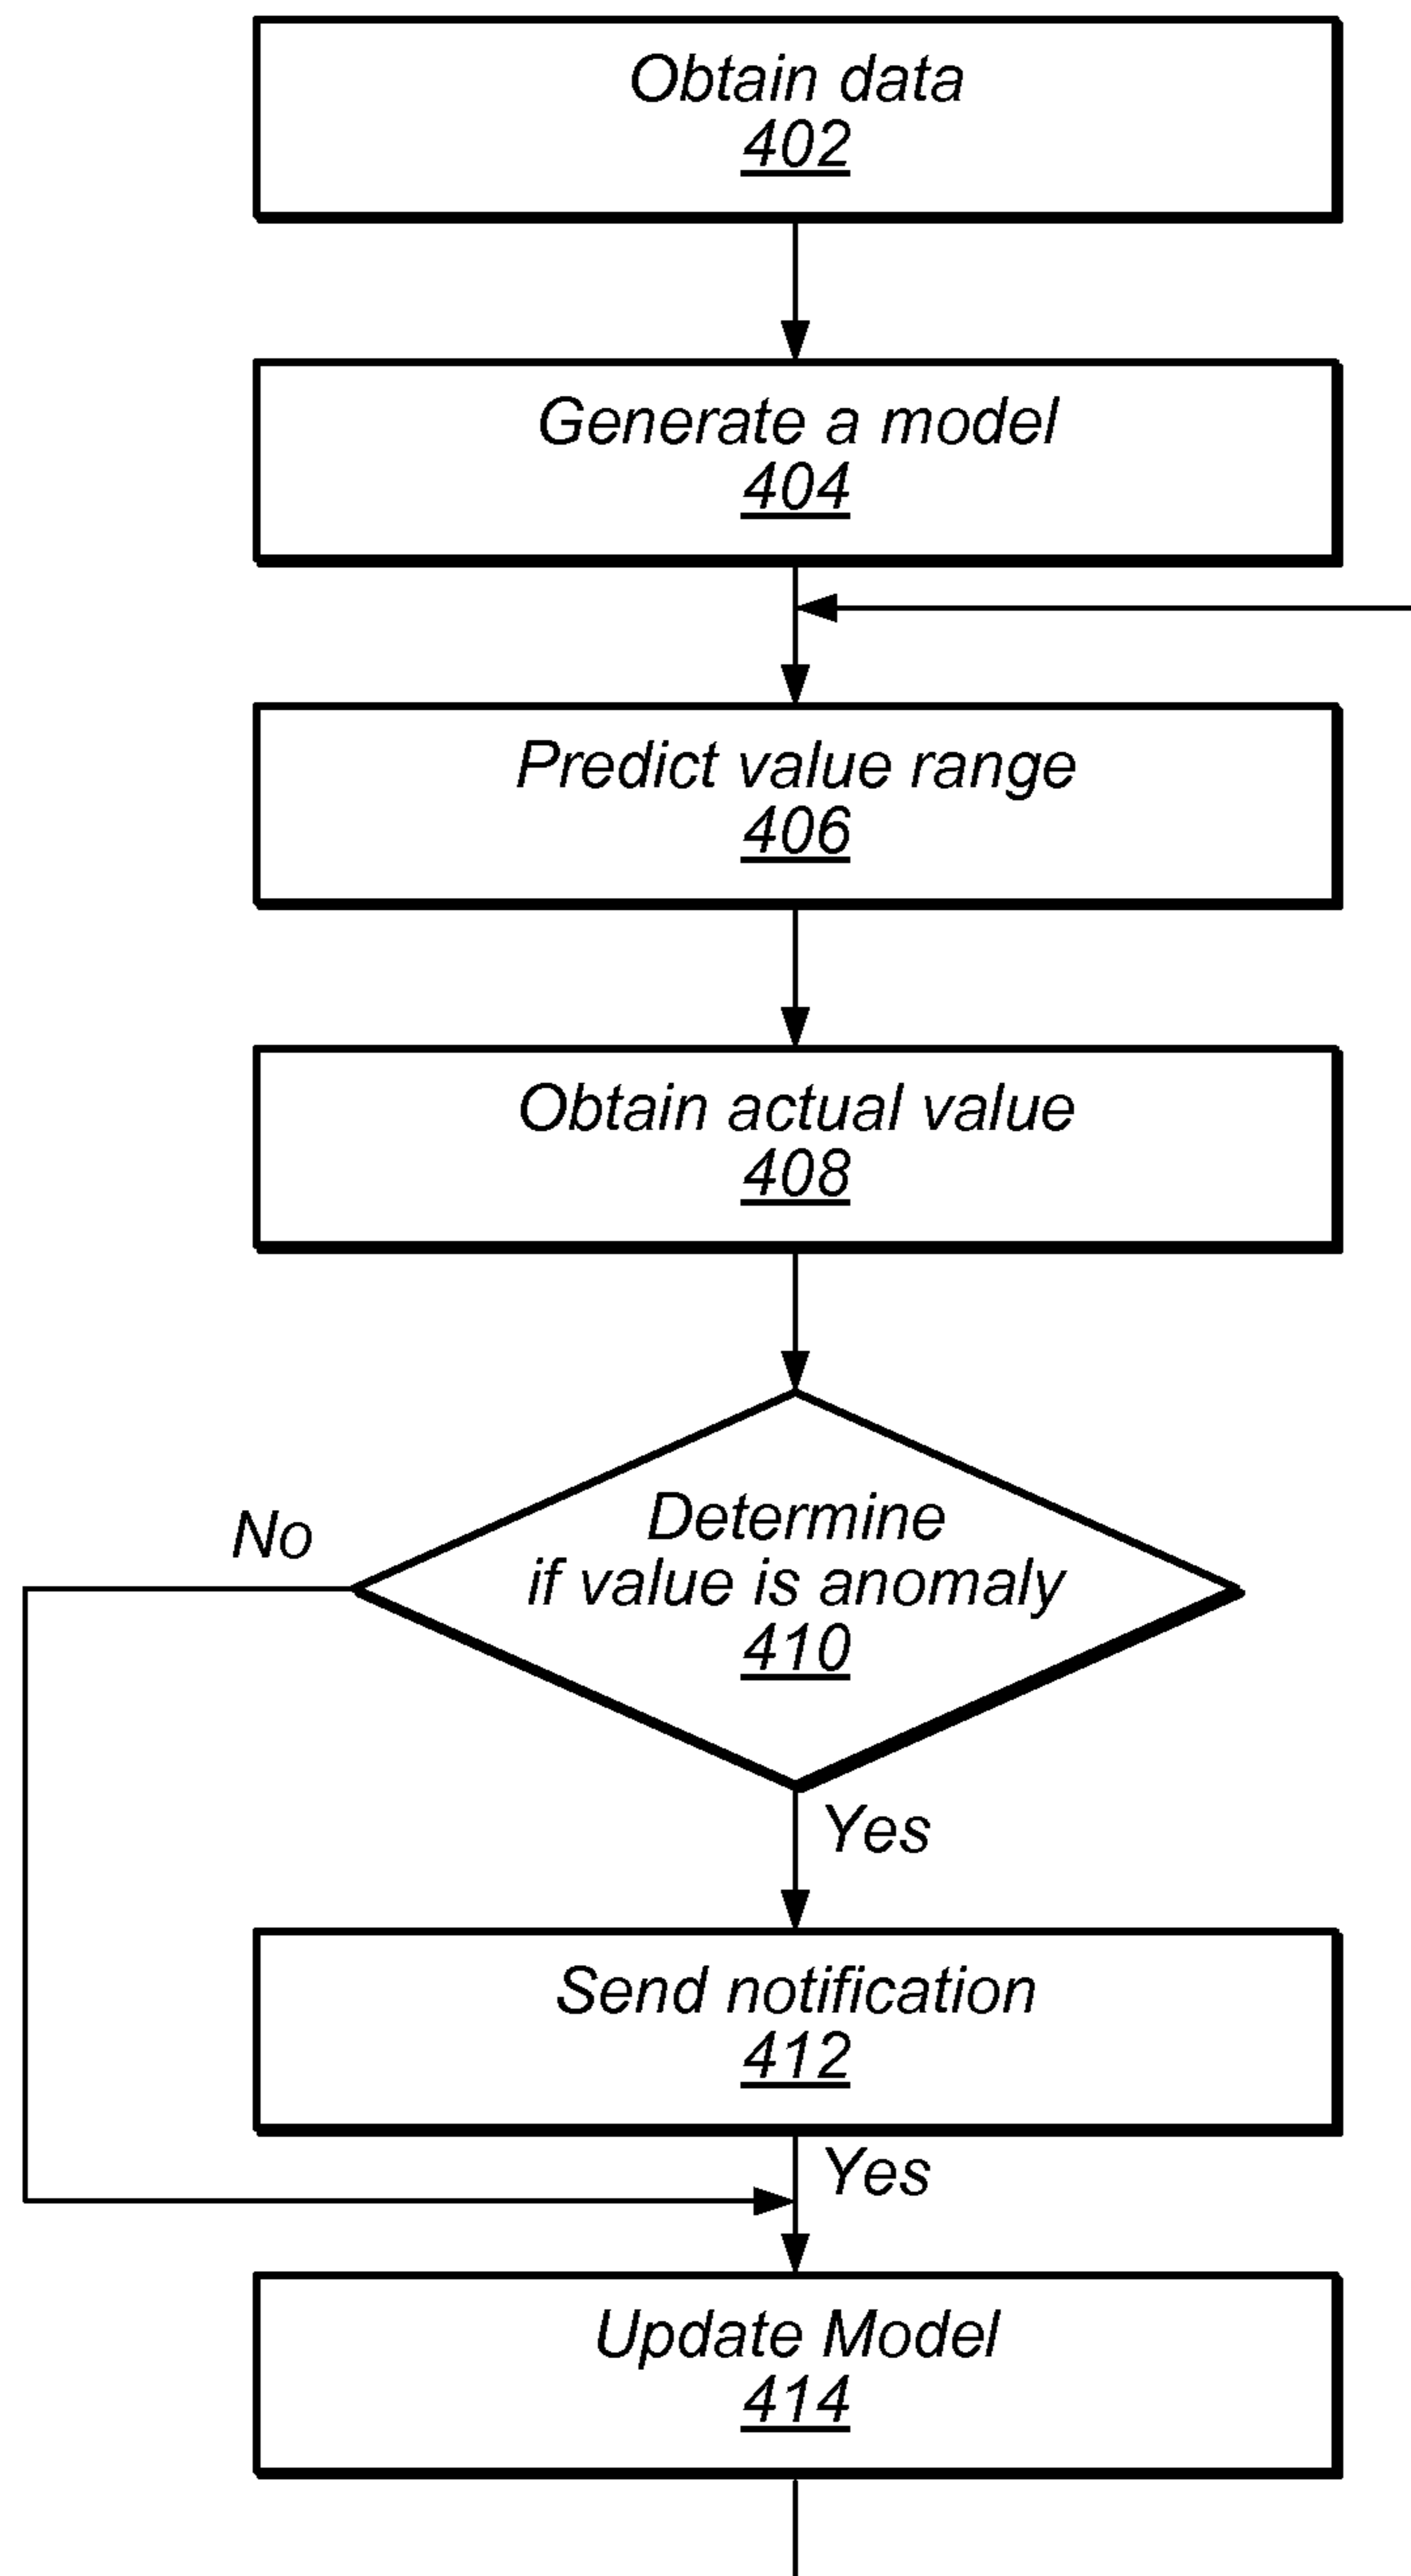 Obtain data
402
Generate a model
404
Predict value range
406
Obtain actual value
408
Determine
if value is anomaly
410
No
Yes
Send notification
412
Yes
Update Model
414